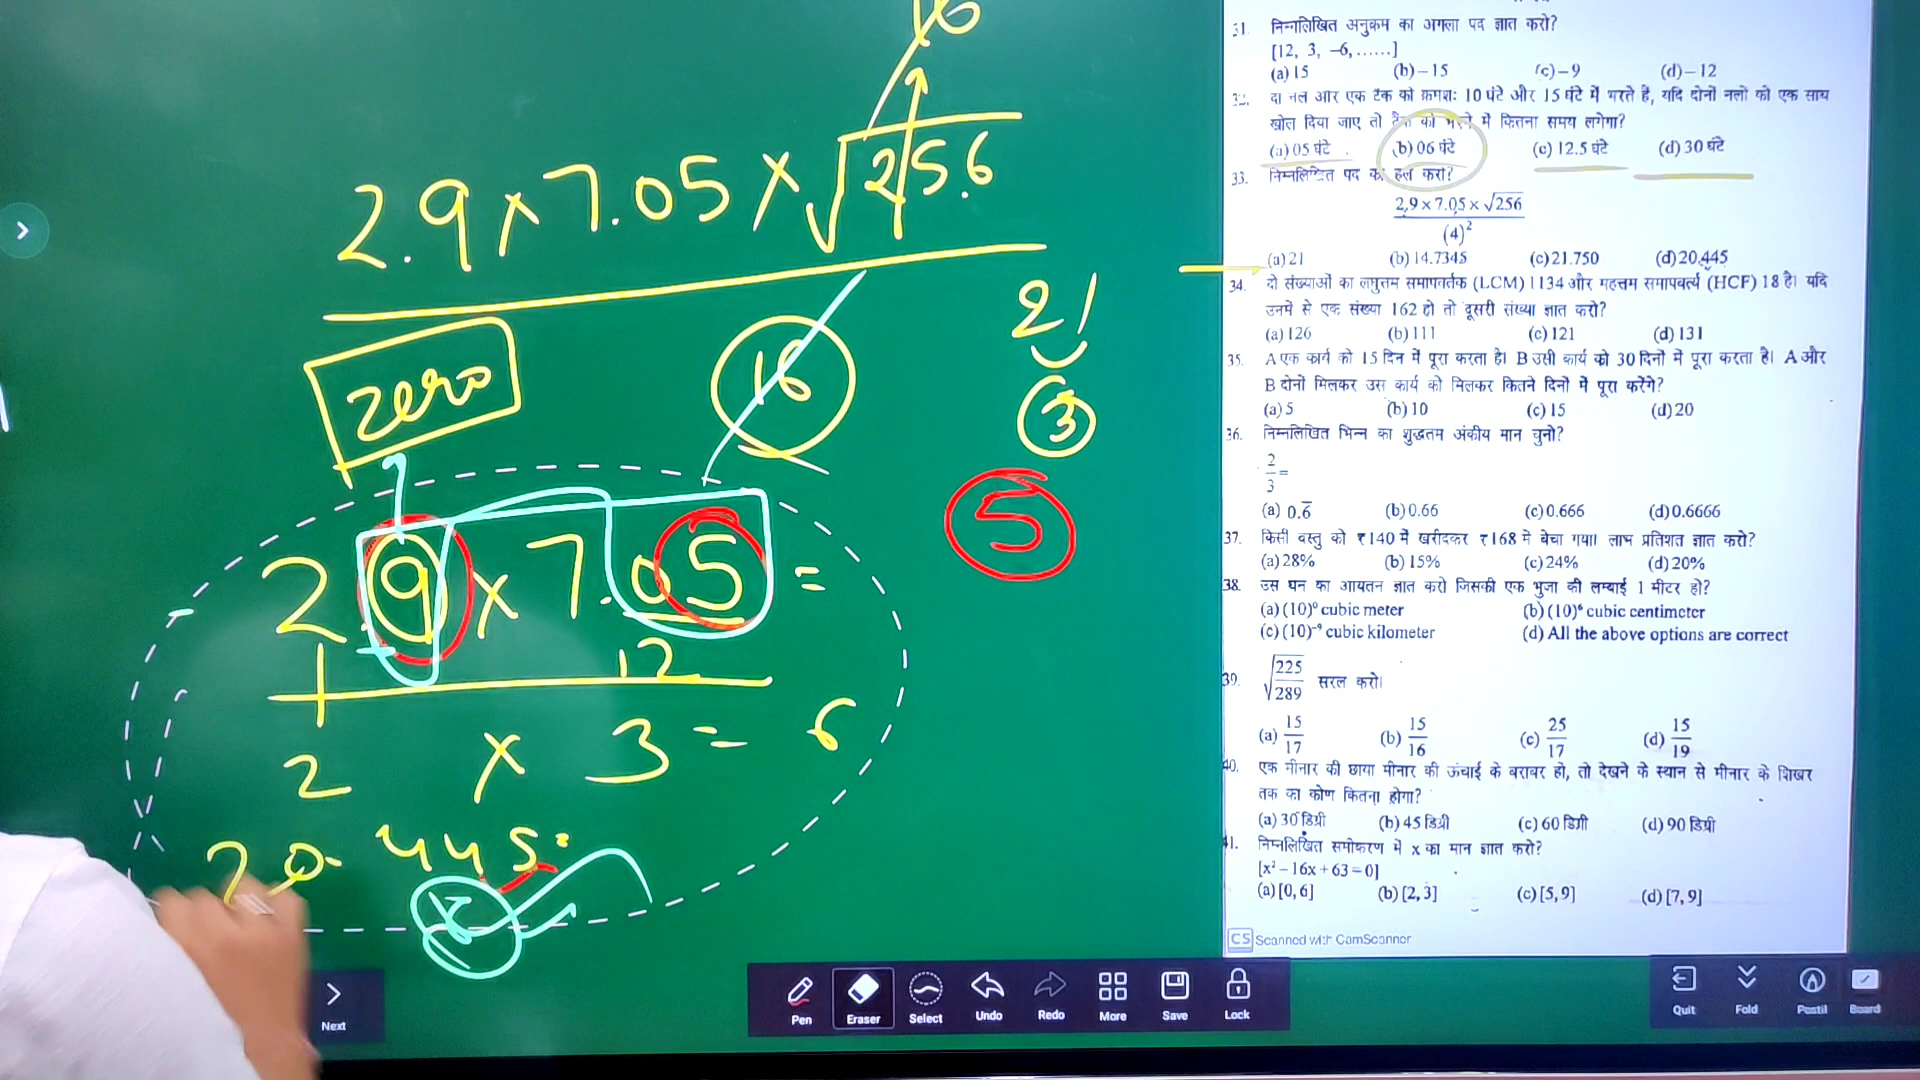 16
2.9 × 7.05 × √25.6
zero
16
21
3
5
2.9 × 7.05 =
1 12
2 × 3 = 6
20.445
31. निम्नलिखित अनुक्रम का अगला पद ज्ञात करो?
[12, 3, –6,......]
(a) 15 (b) – 15 (c) – 9 (d) – 12
32. दो नल और एक टैंक को क्रमशः 10 घंटे और 15 घंटे में भरते है, यदि दोनों नलों को एक साथ
खोल दिया जाए तो टैंक को भरने में कितना समय लगेगा?
(a) 05 घंटे (b) 06 घंटे (c) 12.5 घंटे (d) 30 घंटे
33. निम्नलिखित पद को हल करो?
2.9 × 7.05 × √256
(4)²
(a) 21 (b) 14.7345 (c) 21.750 (d) 20.445
34. दो संख्याओं का लघुत्तम समापवर्तक (LCM) 1134 और महत्तम समापवर्त्य (HCF) 18 है। यदि
उनमें से एक संख्या 162 हो तो दूसरी संख्या ज्ञात करो?
(a) 126 (b) 111 (c) 121 (d) 131
35. A एक कार्य को 15 दिन में पूरा करता है। B उसी कार्य को 30 दिनों में पूरा करता है। A और
B दोनों मिलकर उस कार्य को मिलकर कितने दिनों में पूरा करेंगे?
(a) 5 (b) 10 (c) 15 (d) 20
36. निम्नलिखित भिन्न का शुद्धतम अंकीय मान चुनो?
2/3 =
(a) 0.6̅ (b) 0.66 (c) 0.666 (d) 0.6666
37. किसी वस्तु को ₹140 में खरीदकर ₹168 मे बेचा गया। लाभ प्रतिशत ज्ञात करो?
(a) 28% (b) 15% (c) 24% (d) 20%
38. उस घन का आयतन ज्ञात करो जिसकी एक भुजा की लम्बाई 1 मीटर हो?
(a) (10)⁰ cubic meter (b) (10)⁶ cubic centimeter
(c) (10)⁻⁹ cubic kilometer (d) All the above options are correct
39. √225/289 सरल करो।
(a) 15/17 (b) 15/16 (c) 25/17 (d) 15/19
40. एक मीनार की छाया मीनार की ऊंचाई के बराबर हो, तो देखने के स्थान से मीनार के शिखर
तक का कोण कितना होगा?
(a) 30 डिग्री (b) 45 डिग्री (c) 60 डिग्री (d) 90 डिग्री
41. निम्नलिखित समीकरण में x का मान ज्ञात करो?
[x² – 16x + 63 = 0]
(a) [0, 6] (b) [2, 3] (c) [5, 9] (d) [7, 9]
CS Scanned with CamScanner
Next
Pen Eraser Select Undo Redo More Save Lock
Quit Fold Postil Board